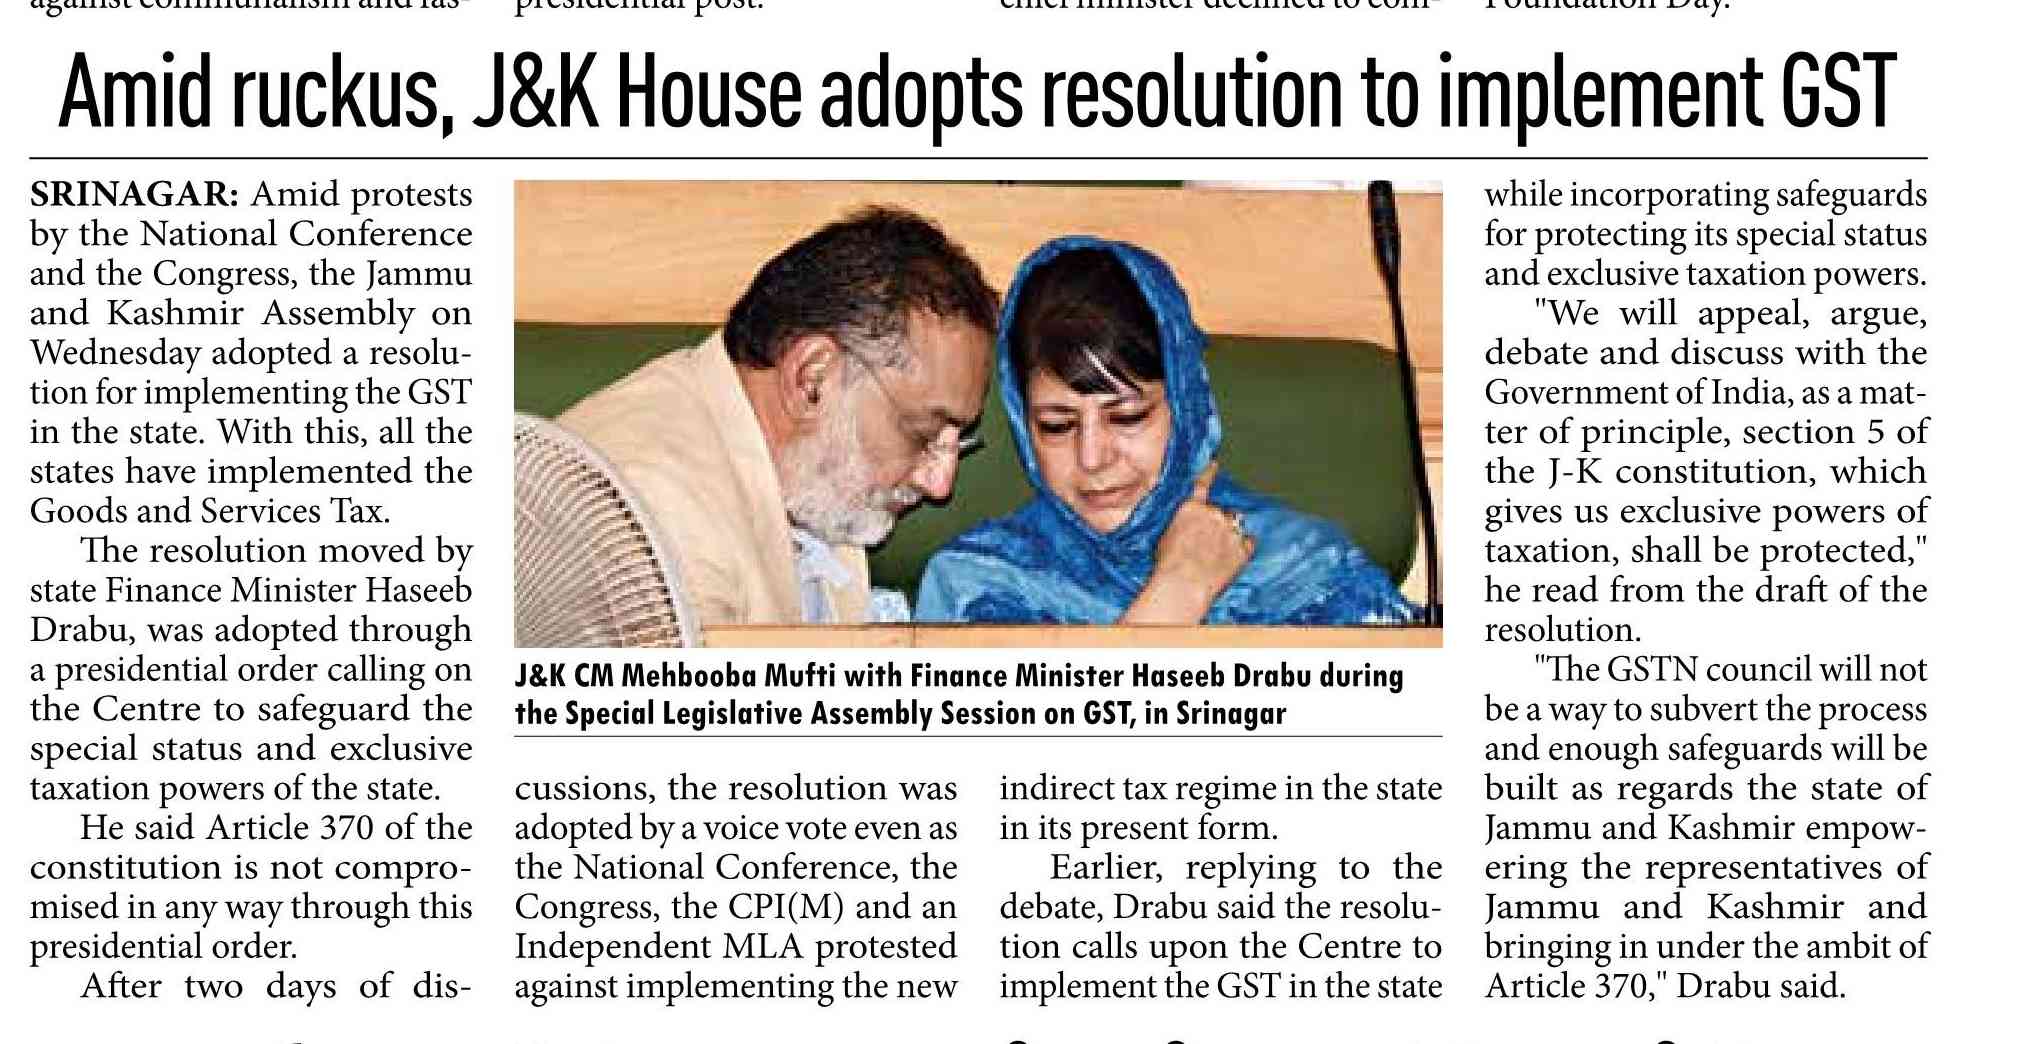 against communalism and fas-
presidential post.
chief minister declined to com-
Foundation Day.
Amid ruckus, J&K House adopts resolution to implement GST
SRINAGAR: Amid protests
by the National Conference
and the Congress, the Jammu
and Kashmir Assembly on
Wednesday adopted a resolu-
tion for implementing the GST
in the state. With this, all the
states have implemented the
Goods and Services Tax.
The resolution moved by
state Finance Minister Haseeb
Drabu, was adopted through
a presidential order calling on
the Centre to safeguard the
special status and exclusive
taxation powers of the state.
He said Article 370 of the
constitution is not compro-
mised in any way through this
presidential order.
After two days of dis-
J&K CM Mehbooba Mufti with Finance Minister Haseeb Drabu during
the Special Legislative Assembly Session on GST, in Srinagar
cussions, the resolution was
adopted by a voice vote even as
the National Conference, the
Congress, the CPI(M) and an
Independent MLA protested
against implementing the new
indirect tax regime in the state
in its present form.
Earlier, replying to the
debate, Drabu said the resolu-
tion calls upon the Centre to
implement the GST in the state
while incorporating safeguards
for protecting its special status
and exclusive taxation powers.
"We will appeal, argue,
debate and discuss with the
Government of India, as a mat-
ter of principle, section 5 of
the J-K constitution, which
gives us exclusive powers of
taxation, shall be protected,"
he read from the draft of the
resolution.
"The GSTN council will not
be a way to subvert the process
and enough safeguards will be
built as regards the state of
Jammu and Kashmir empow-
ering the representatives of
Jammu and Kashmir and
bringing in under the ambit of
Article 370," Drabu said.